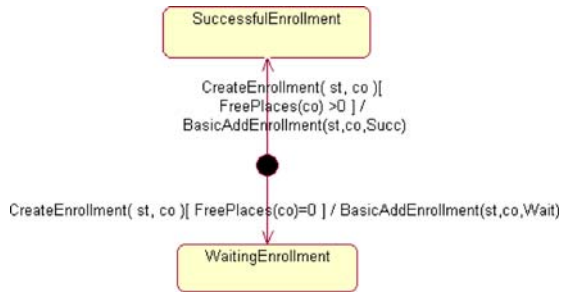 SuccessfulEnrollment
CreateEnrollment( st, co )[
FreePlaces(co) >0 ] /
BasicAddEnrollment(st,co,Succ)
CreateEnrollment( st, co )[ FreePlaces(co)=0 ] / BasicAddEnrollment(st,co,Wait)
WaitingEnrollment